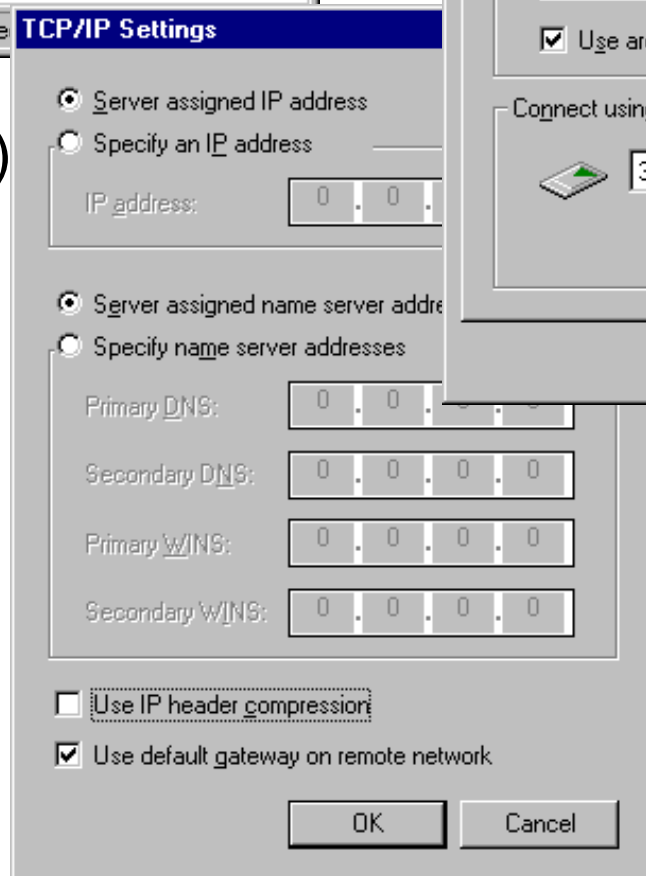 TCP/IP Settings
Use
Server assigned IP address
Connect using
Specify an IP address
IP address: 0 . 0 .
Server assigned name server
Specify name server addresses
Primary DNS: 0 . 0 . 0 . 0
Secondary DNS: 0 . 0 . 0 . 0
Primary WINS: 0 . 0 . 0 . 0
Secondary WINS: 0 . 0 . 0 . 0
Use IP header compression
Use default gateway on remote network
OK Cancel